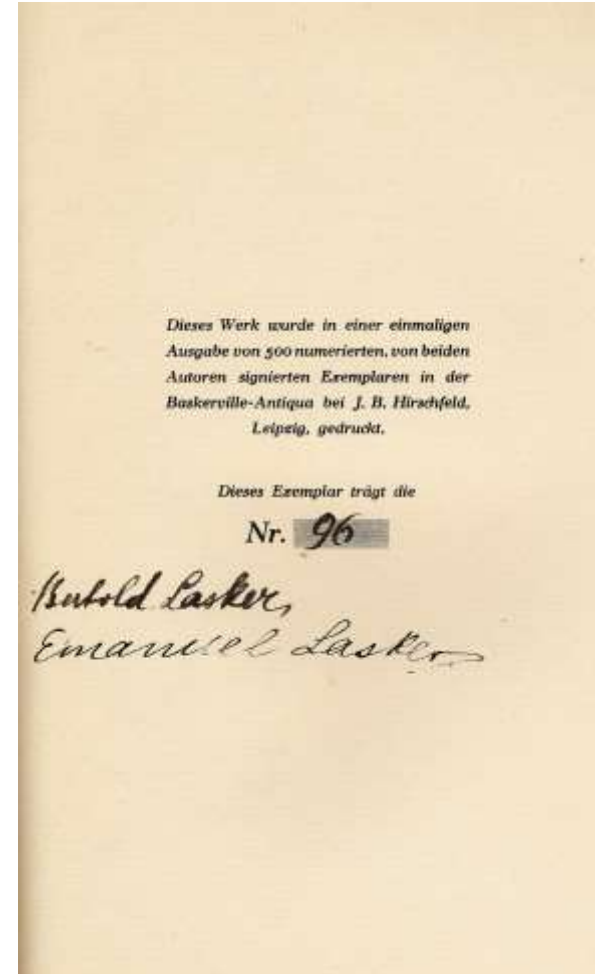 Dieses Werk wurde in einer einmaligen
Ausgabe von 500 numerierten, von beiden
Autoren signierten Exemplaren in der
Baskerville-Antiqua bei J. B. Hirschfeld,
Leipzig, gedruckt.
Dieses Exemplar trägt die
Nr. 96
Bertold Lasker,
Emanuel Lasker